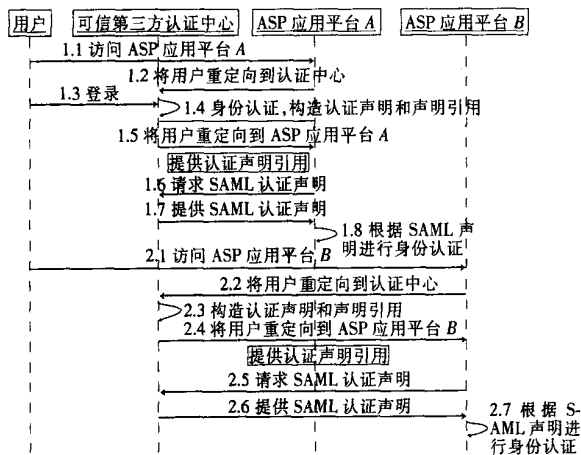 用户 可信第三方认证中心 ASP 应用平台 A ASP 应用平台 B
1.1 访问 ASP 应用平台 A
1.2 将用户重定向到认证中心
1.3 登录
1.4 身份认证,构造认证声明和声明引用
1.5 将用户重定向到 ASP 应用平台 A
提供认证声明引用
1.6 请求 SAML 认证声明
1.7 提供 SAML 认证声明
1.8 根据 SAML 声
明进行身份认证
2.1 访问 ASP 应用平台 B
2.2 将用户重定向到认证中心
2.3 构造认证声明和声明引用
2.4 将用户重定向到 ASP 应用平台 B
提供认证声明引用
2.5 请求 SAML 认证声明
2.6 提供 SAML 认证声明
2.7 根据 S-
AML 声明进
行身份认证